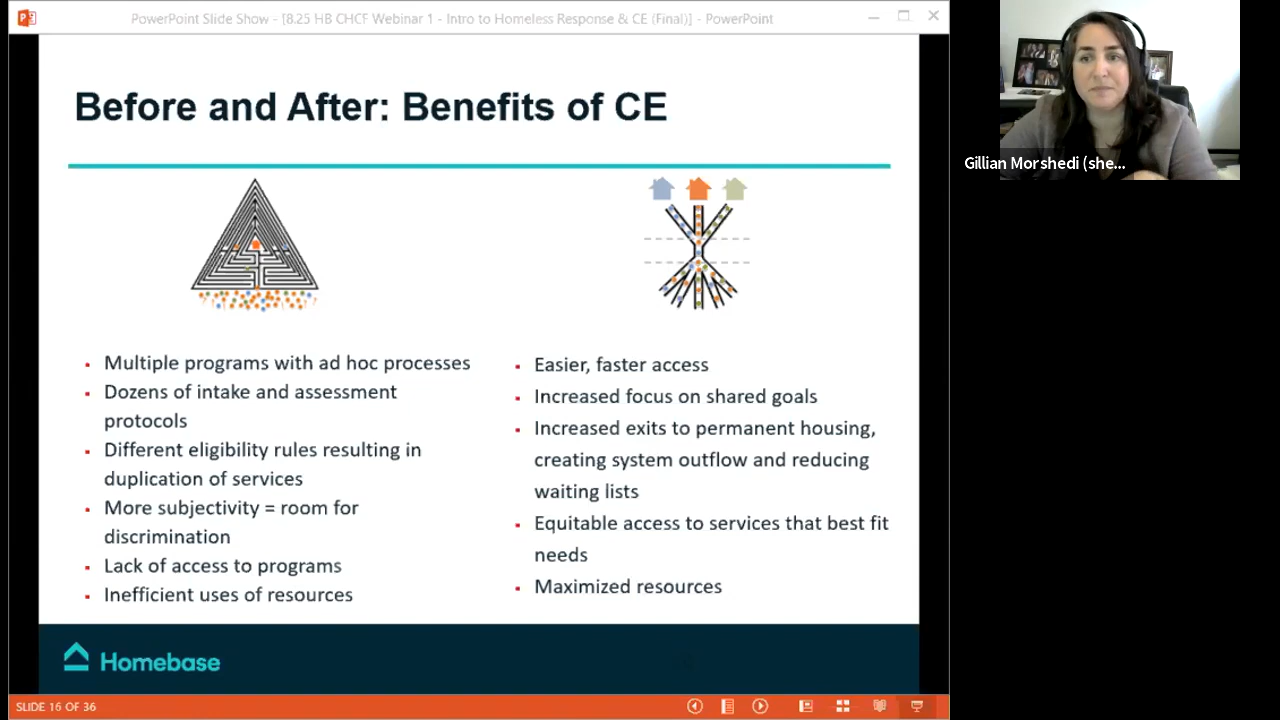 PowerPoint Slide Show - [8.25 HB CHCF Webinar 1 - Intro to Homeless Response & CE (Final)] - PowerPoint
Gillian Morshedi (she...
Before and After: Benefits of CE
Multiple programs with ad hoc processes
Dozens of intake and assessment
protocols
Different eligibility rules resulting in
duplication of services
More subjectivity = room for
discrimination
Lack of access to programs
Inefficient uses of resources
Easier, faster access
Increased focus on shared goals
Increased exits to permanent housing,
creating system outflow and reducing
waiting lists
Equitable access to services that best fit
needs
Maximized resources
Homebase
SLIDE 16 OF 36